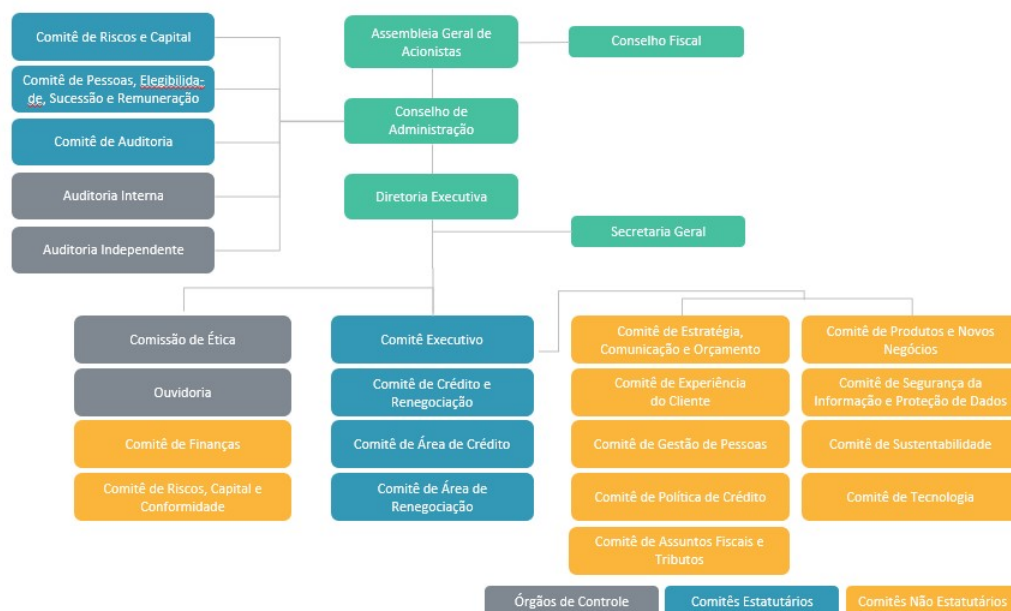 Comitê de Riscos e Capital
Comitê de Pessoas, Elegibilida-
de, Sucessão e Remuneração
Comitê de Auditoria
Auditoria Interna
Auditoria Independente
Assembleia Geral de
Acionistas
Conselho Fiscal
Conselho de
Administração
Diretoria Executiva
Secretaria Geral
Comissão de Ética
Ouvidoria
Comitê de Finanças
Comitê de Riscos, Capital e
Conformidade
Comitê Executivo
Comitê de Crédito e
Renegociação
Comitê de Área de Crédito
Comitê de Área de
Renegociação
Comitê de Estratégia,
Comunicação e Orçamento
Comitê de Experiência
do Cliente
Comitê de Gestão de Pessoas
Comitê de Política de Crédito
Comitê de Assuntos Fiscais e
Tributos
Comitê de Produtos e Novos
Negócios
Comitê de Segurança da
Informação e Proteção de Dados
Comitê de Sustentabilidade
Comitê de Tecnologia
Órgãos de Controle
Comitês Estatutários
Comitês Não Estatutários